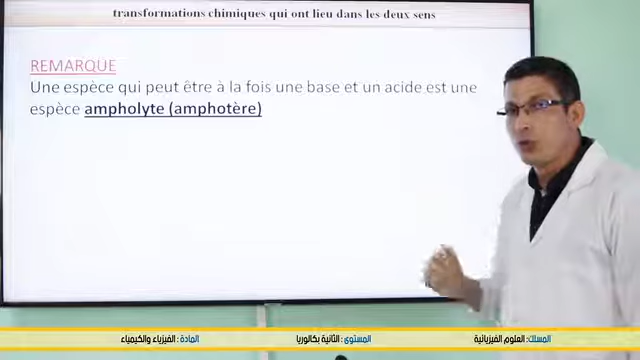 transformations chimiques qui ont lieu dans les deux sens
REMARQUE
Une espèce qui peut être à la fois une base et un acide est une
espèce ampholyte (amphotère)
المسلك: العلوم الفيزيائية
المستوى: الثانية بكالوريا
المادة: الفيزياء والكيمياء